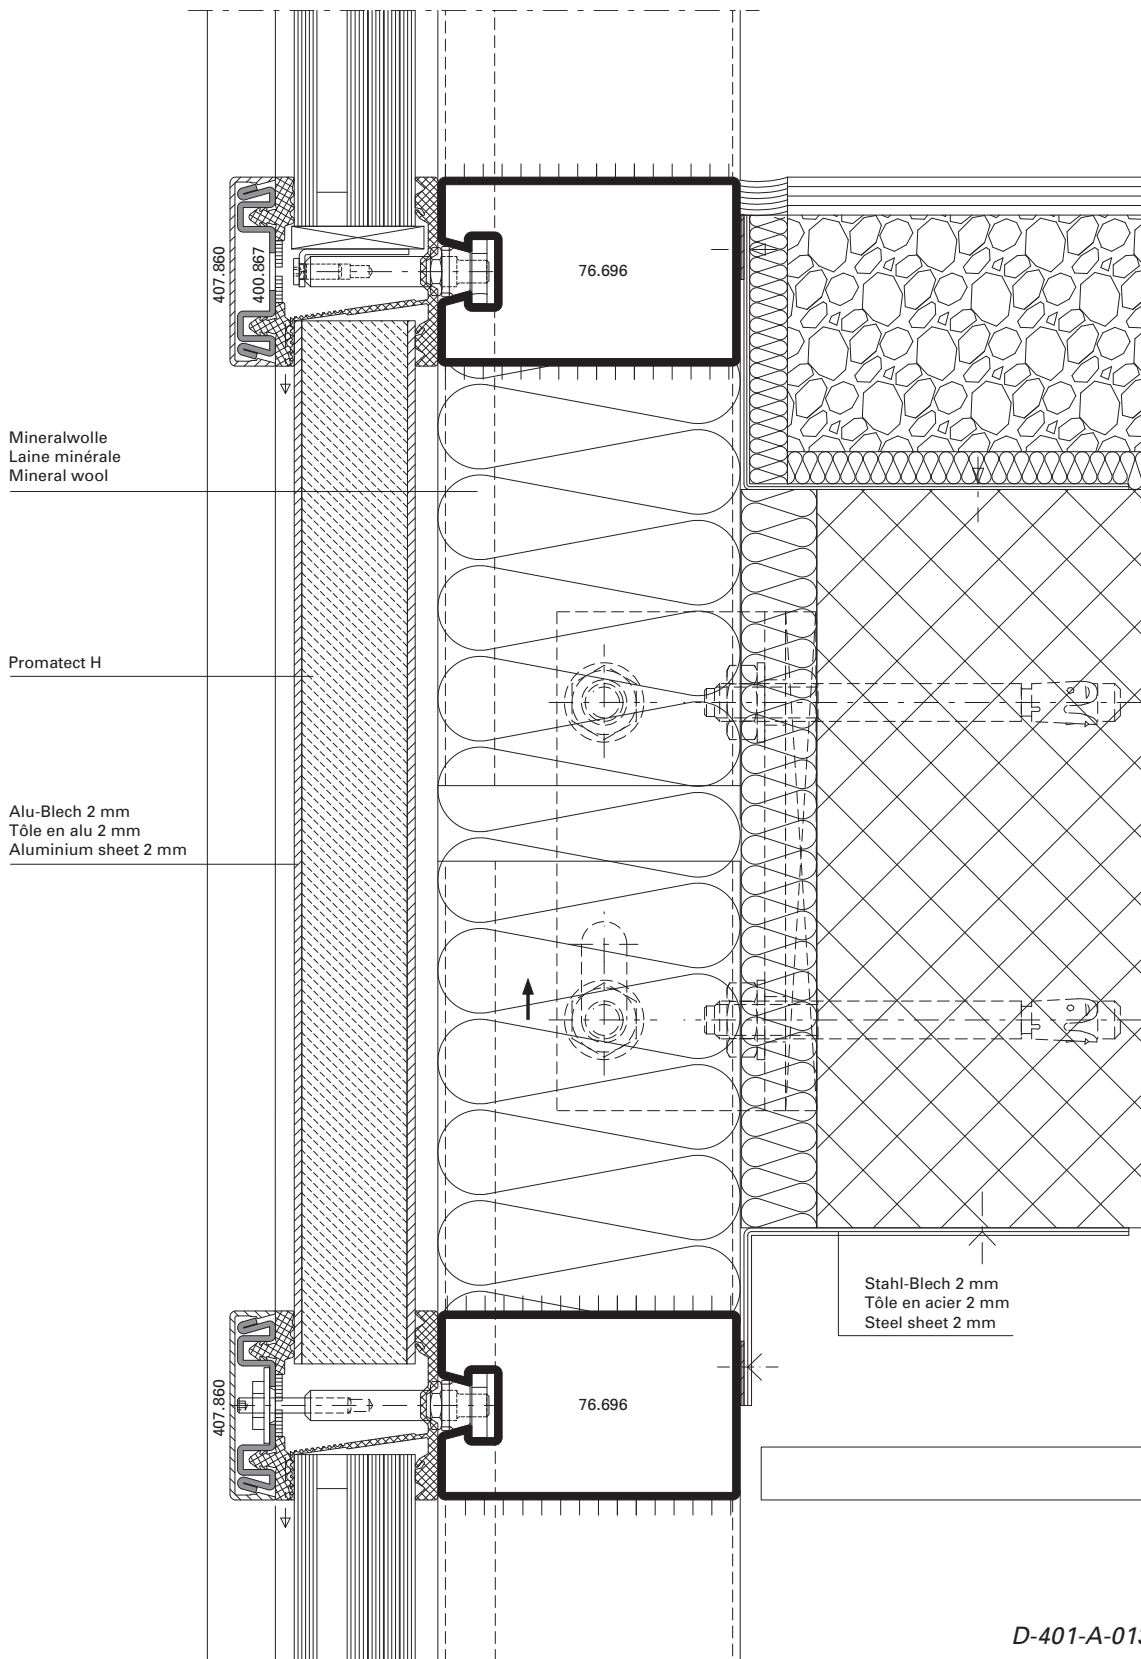 407.860
400.867
76.696
Mineralwolle
Laine minérale
Mineral wool
Promatect H
Alu-Blech 2 mm
Tôle en alu 2 mm
Aluminium sheet 2 mm
Stahl-Blech 2 mm
Tôle en acier 2 mm
Steel sheet 2 mm
407.860
76.696
D-401-A-013